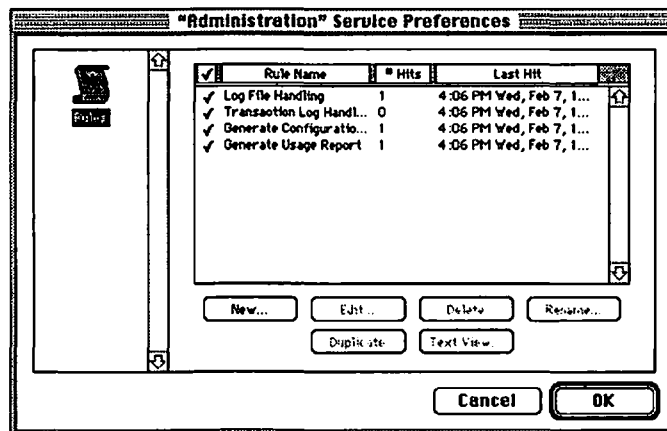 "Administration" Service Preferences
Rules
✓ Rule Name # Hits Last Hit
✓ Log File Handling 1 4:06 PM Wed, Feb 7, 1...
✓ Transaction Log Handl... 0 4:06 PM Wed, Feb 7, 1...
✓ Generate Configuratio... 1 4:06 PM Wed, Feb 7, 1...
✓ Generate Usage Report 1 4:06 PM Wed, Feb 7, 1...
New... Edit... Delete Rename...
Duplicate Text View...
Cancel OK